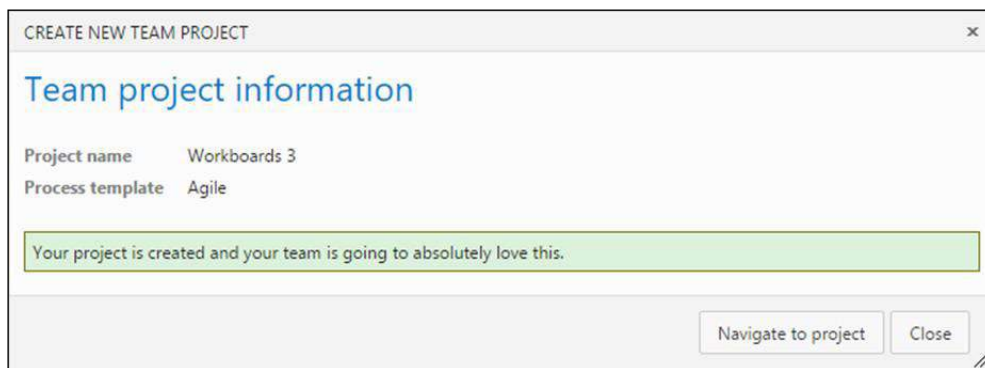 CREATE NEW TEAM PROJECT
Team project information
Project name Workboards 3
Process template Agile
Your project is created and your team is going to absolutely love this.
Navigate to project Close